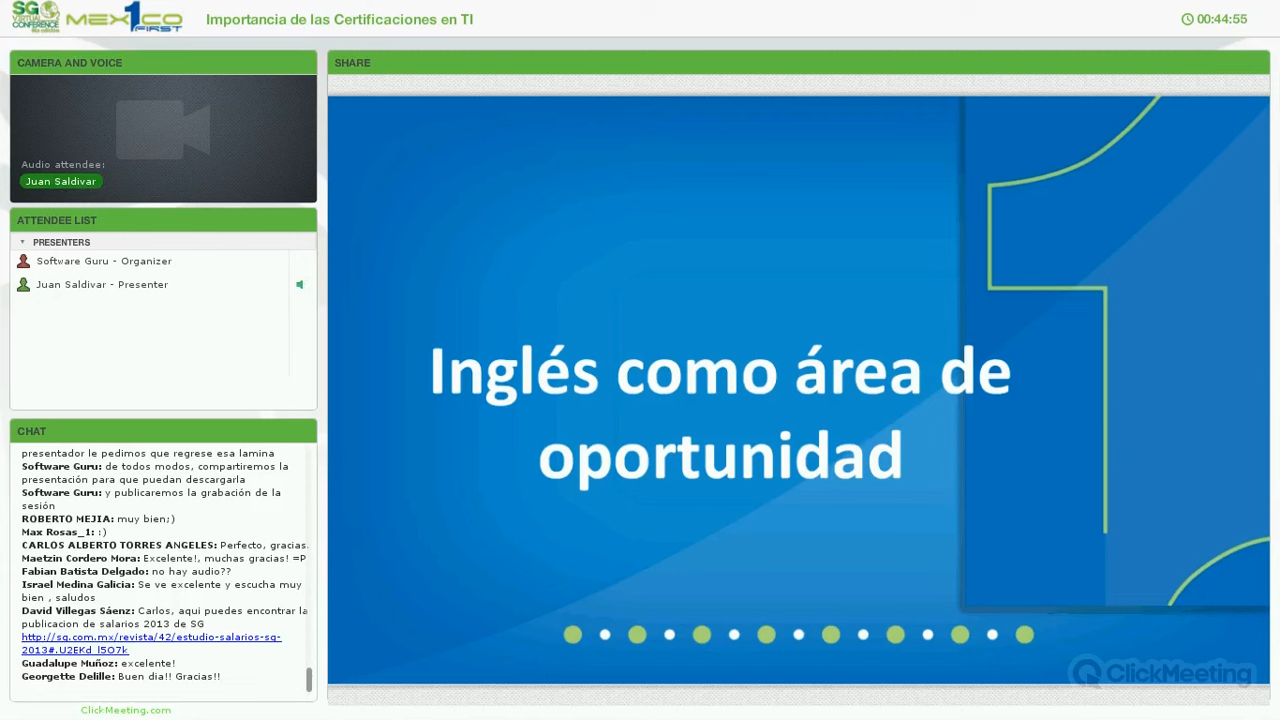 SG
VIRTUAL
CONFERENCE
MEX1CO
FIRST
Importancia de las Certificaciones en TI
00:44:55
CAMERA AND VOICE
Audio attendee:
Juan Saldivar
ATTENDEE LIST
PRESENTERS
Software Guru - Organizer
Juan Saldivar - Presenter
CHAT
presentador le pedimos que regrese esa lamina
Software Guru: de todos modos, compartiremos la
presentación para que puedan descargarla
Software Guru: y publicaremos la grabación de la
sesión
ROBERTO MEJIA: muy bien;)
Max Rosas_1: :)
CARLOS ALBERTO TORRES ANGELES: Perfecto, gracias.
Maetzin Cordero Mora: Excelente!, muchas gracias! =P
Fabian Batista Delgado: no hay audio??
Israel Medina Galicia: Se ve excelente y escucha muy
bien , saludos
David Villegas Sáenz: Carlos, aqui puedes encontrar la
publicacion de salarios 2013 de SG
http://sg.com.mx/revista/42/estudio-salarios-sg-
2013#.U2EKd_l5O7k
Guadalupe Muñoz: excelente!
Georgette Delille: Buen dia!! Gracias!!
ClickMeeting.com
SHARE
Inglés como área de
oportunidad
ClickMeeting